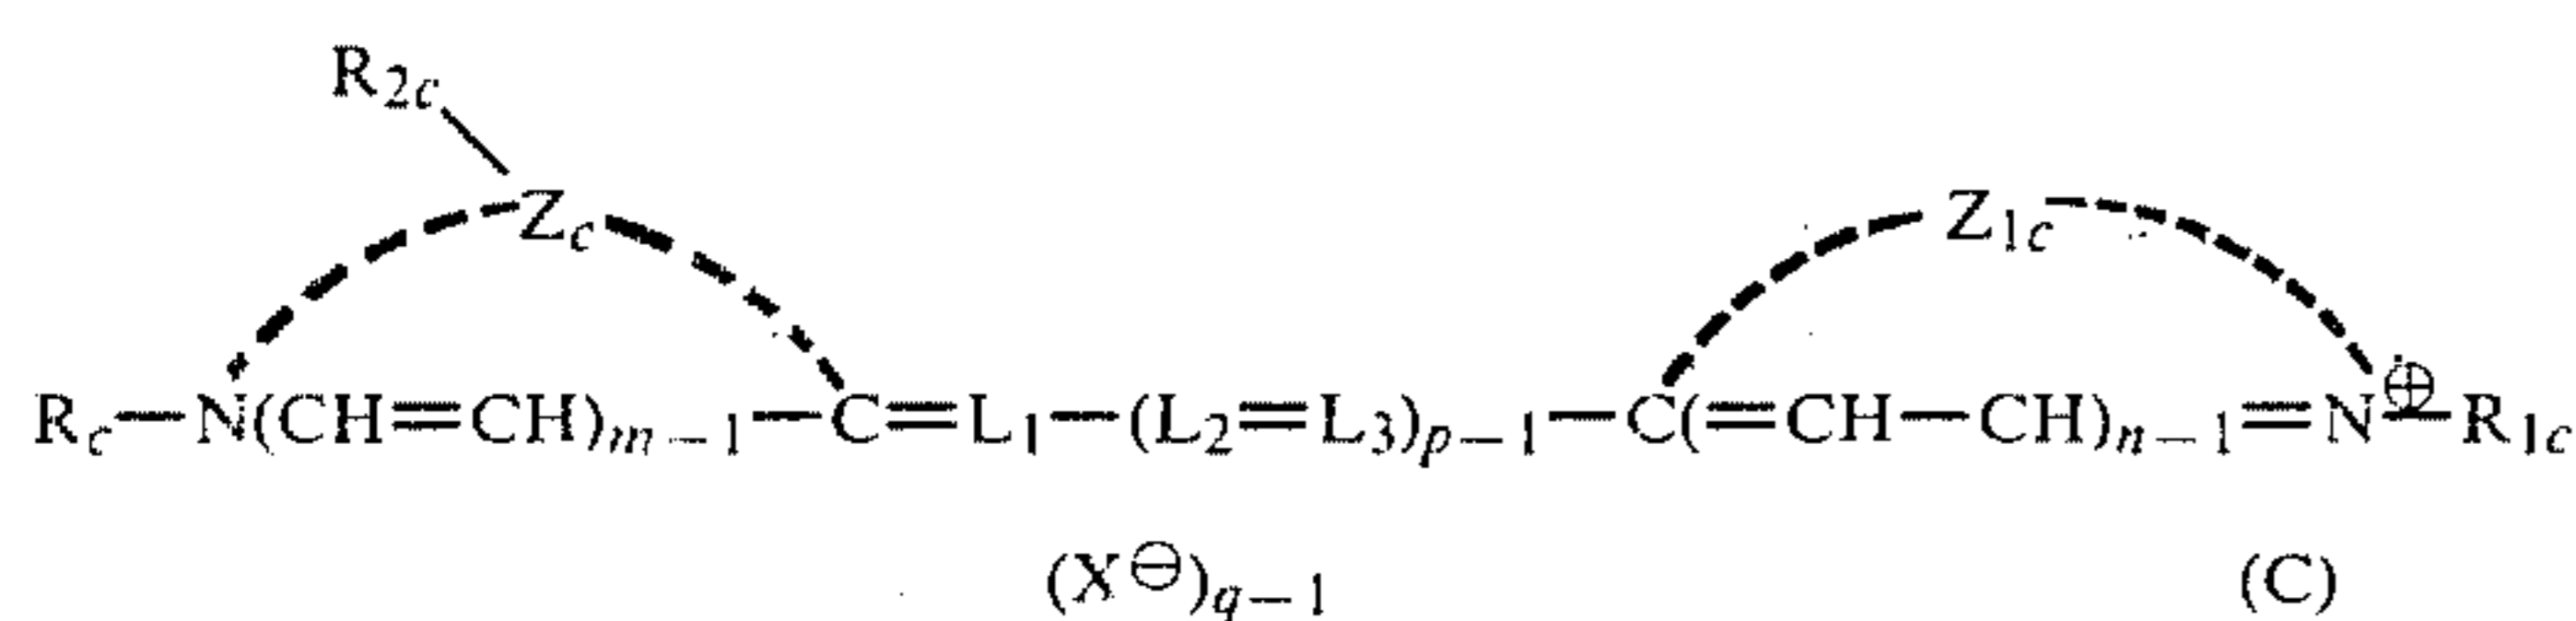 R2c
Zc Z1c
Rc—N(CH=CH)m−1—C=L1—(L2=L3)p−1—C(=CH—CH)n−1=N⊕—R1c
(X⊖)q−1 (C)